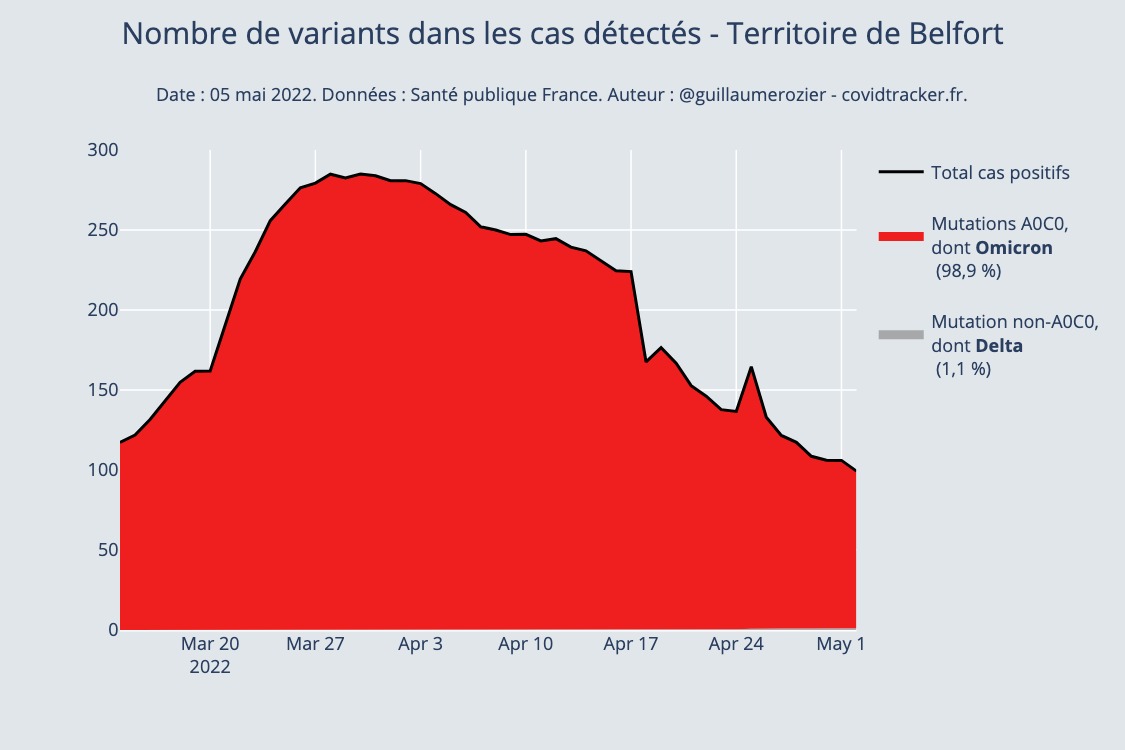 Nombre de variants dans les cas détectés - Territoire de Belfort
Date : 05 mai 2022. Données : Santé publique France. Auteur : @guillaumerozier - covidtracker.fr.
300
250
200
150
100
50
0
Mar 20
2022
Mar 27
Apr 3
Apr 10
Apr 17
Apr 24
May 1
Total cas positifs
Mutations A0C0,
dont Omicron
(98,9 %)
Mutation non-A0C0,
dont Delta
(1,1 %)